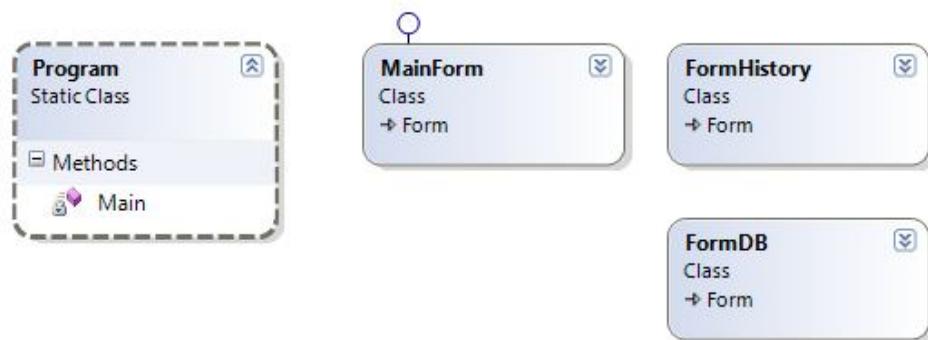 Program
Static Class
Methods
Main
MainForm
Class
Form
FormHistory
Class
Form
FormDB
Class
Form